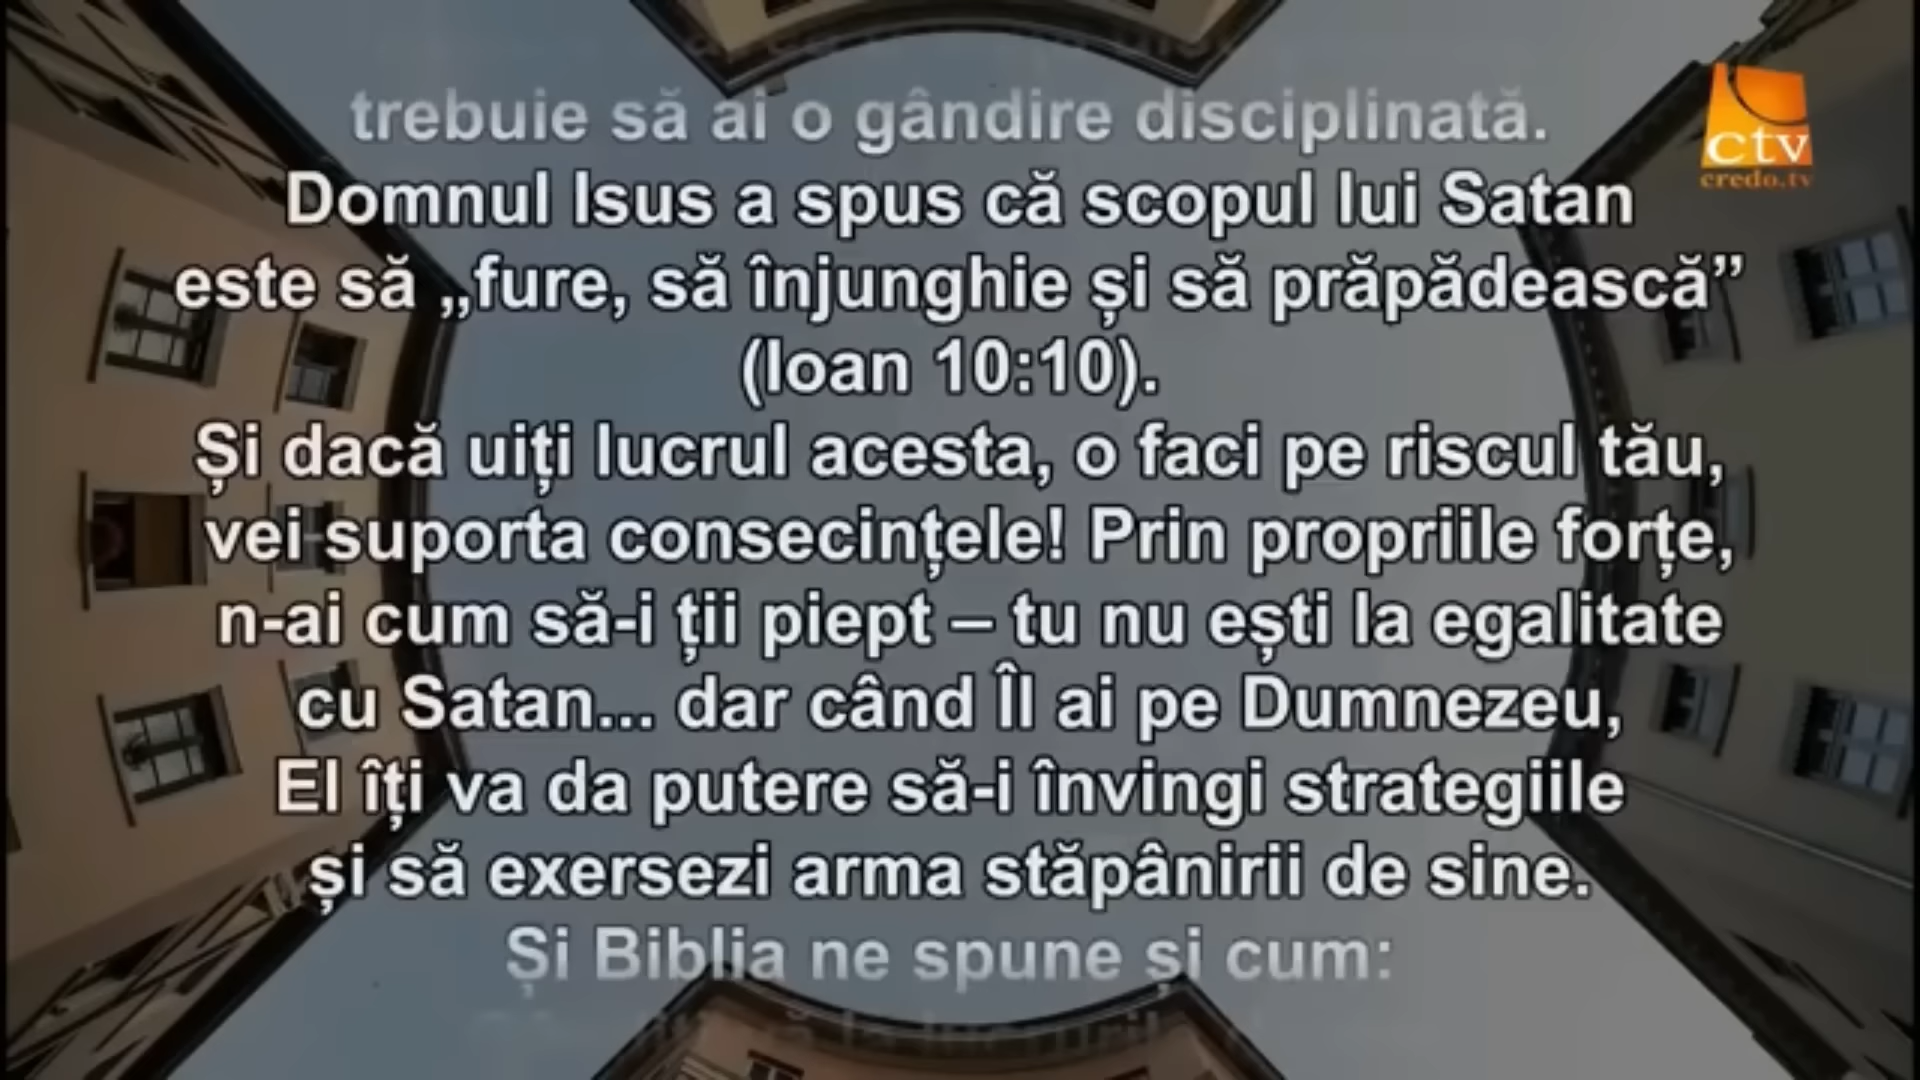 trebuie să ai o gândire disciplinată.
Domnul Isus a spus că scopul lui Satan
este să „fure, să înjunghie și să prăpădească”
(Ioan 10:10).
Și dacă uiți lucrul acesta, o faci pe riscul tău,
vei suporta consecințele! Prin propriile forțe,
n-ai cum să-i ții piept – tu nu ești la egalitate
cu Satan... dar când Îl ai pe Dumnezeu,
El îți va da putere să-i învingi strategiile
și să exersezi arma stăpânirii de sine.
Și Biblia ne spune și cum:
ctv
credo.tv